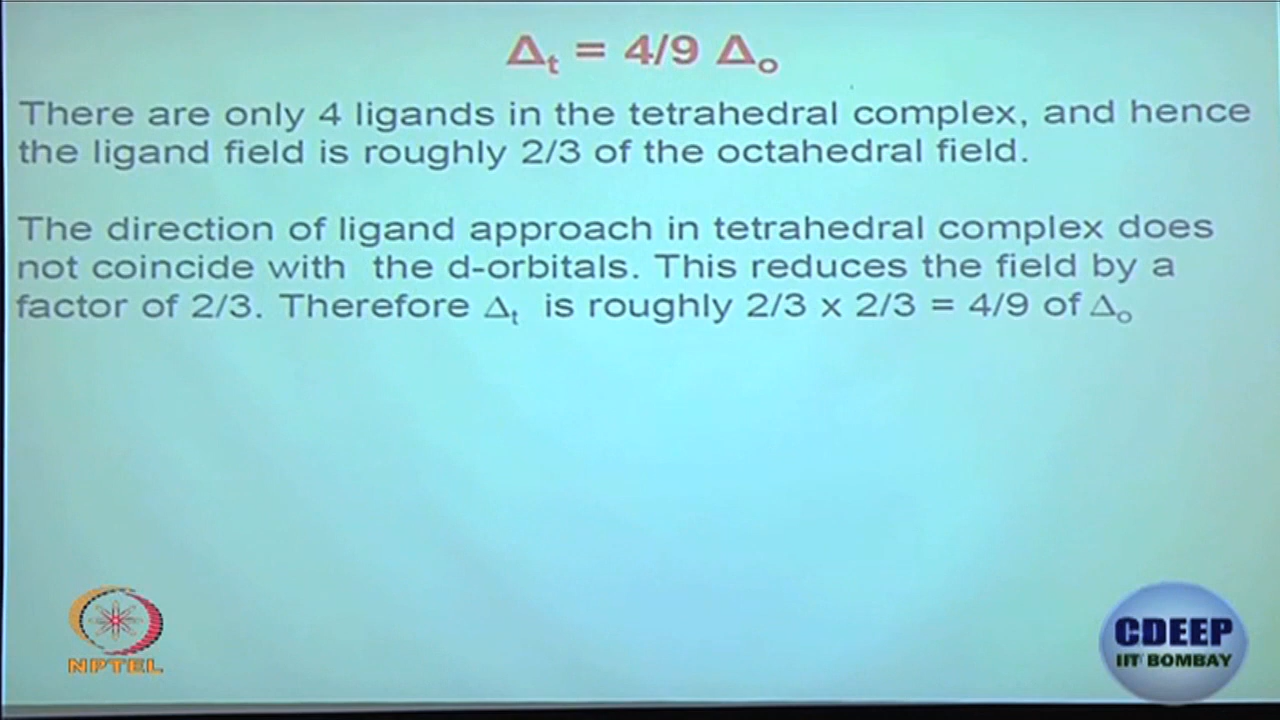 Δt = 4/9 Δo
There are only 4 ligands in the tetrahedral complex, and hence
the ligand field is roughly 2/3 of the octahedral field.
The direction of ligand approach in tetrahedral complex does
not coincide with the d-orbitals. This reduces the field by a
factor of 2/3. Therefore Δt is roughly 2/3 x 2/3 = 4/9 of Δo
NPTEL
CDEEP
IIT BOMBAY